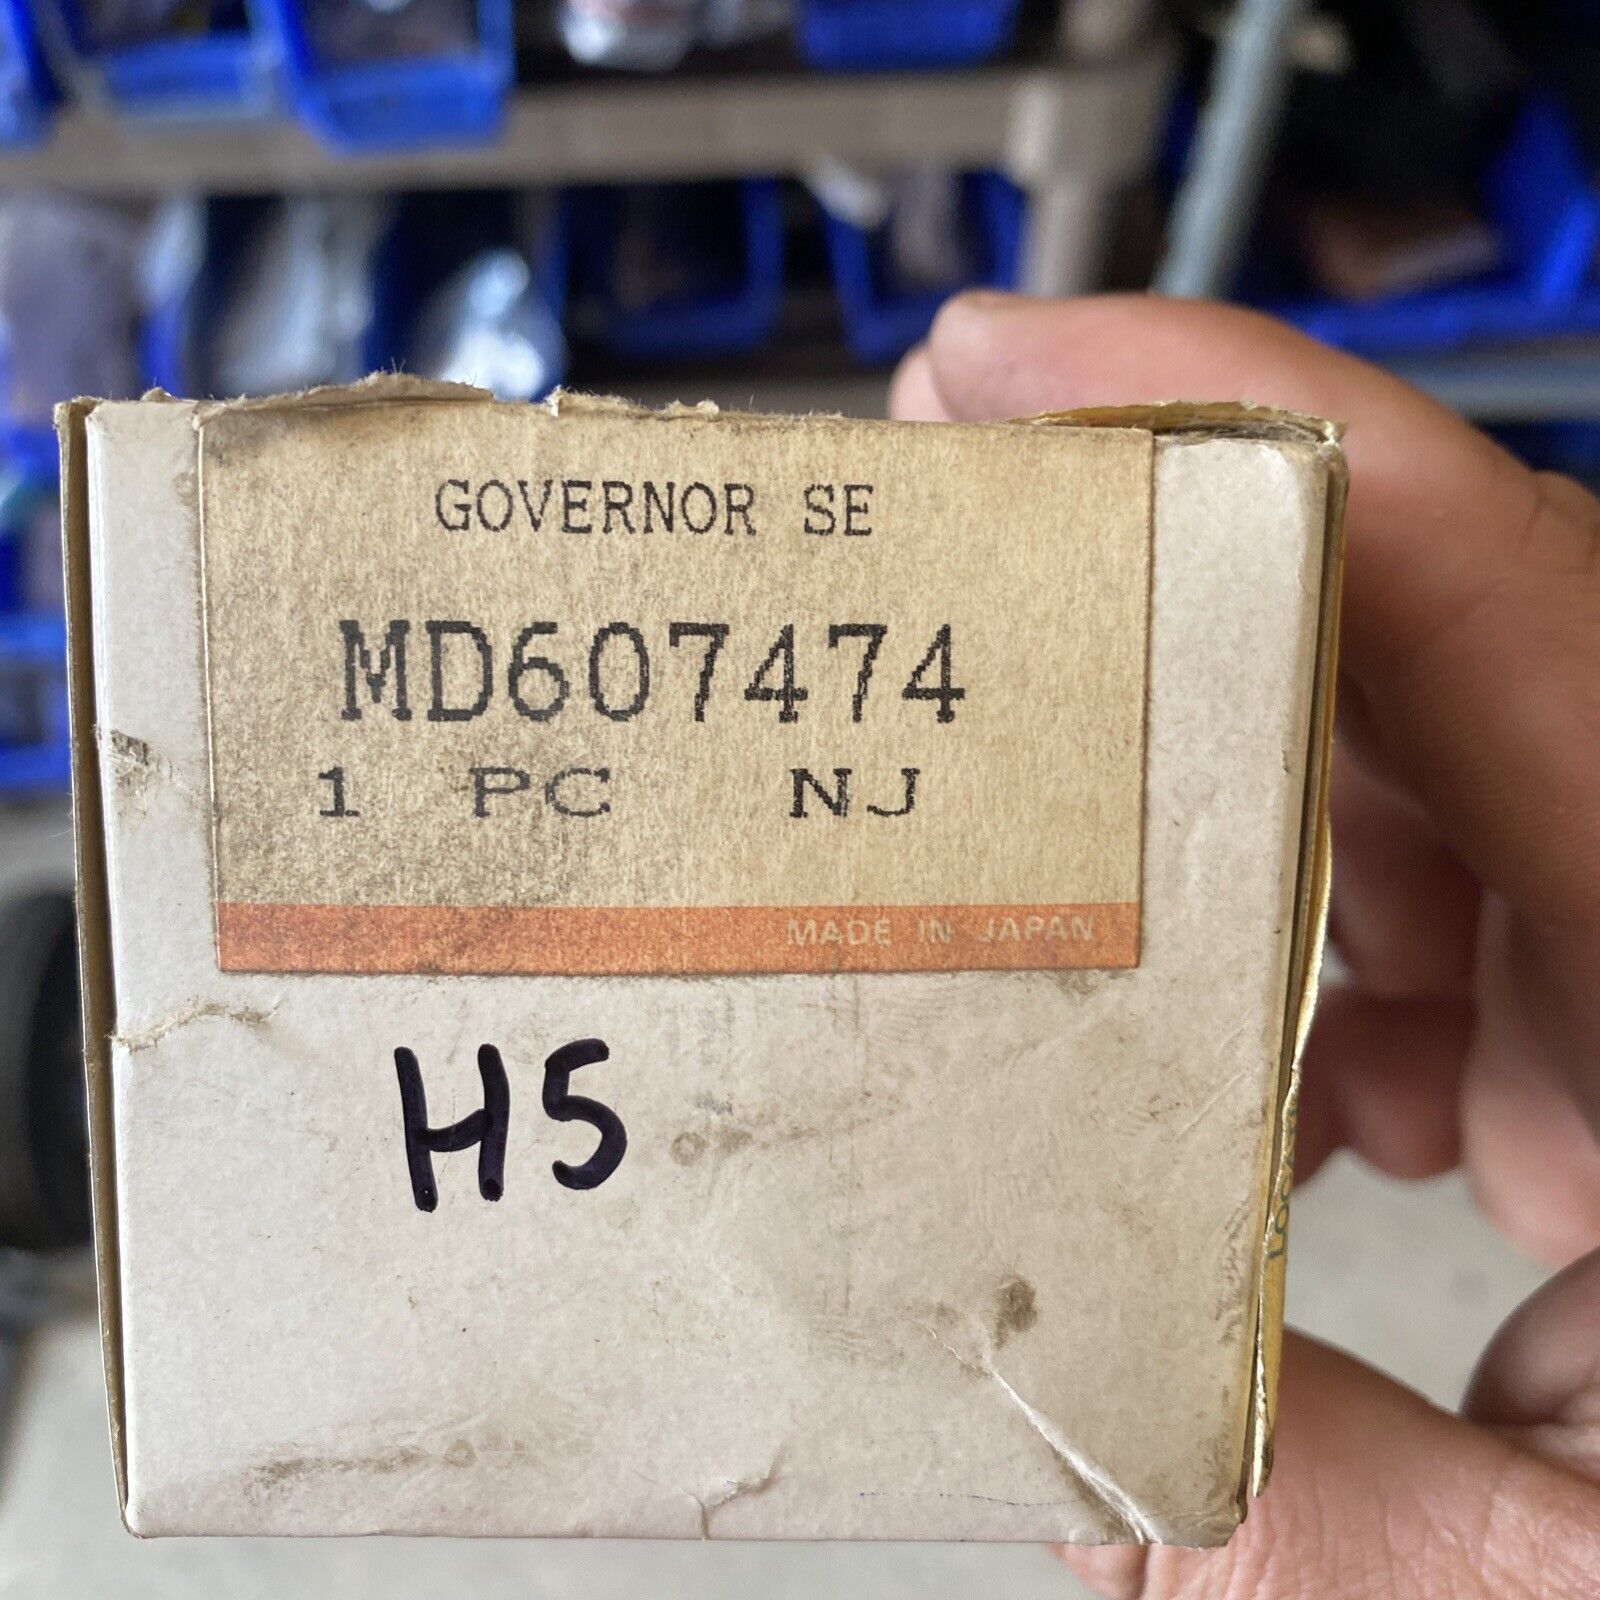 GOVERNOR SE
MD607474
1 PC NJ
MADE IN JAPAN
H5